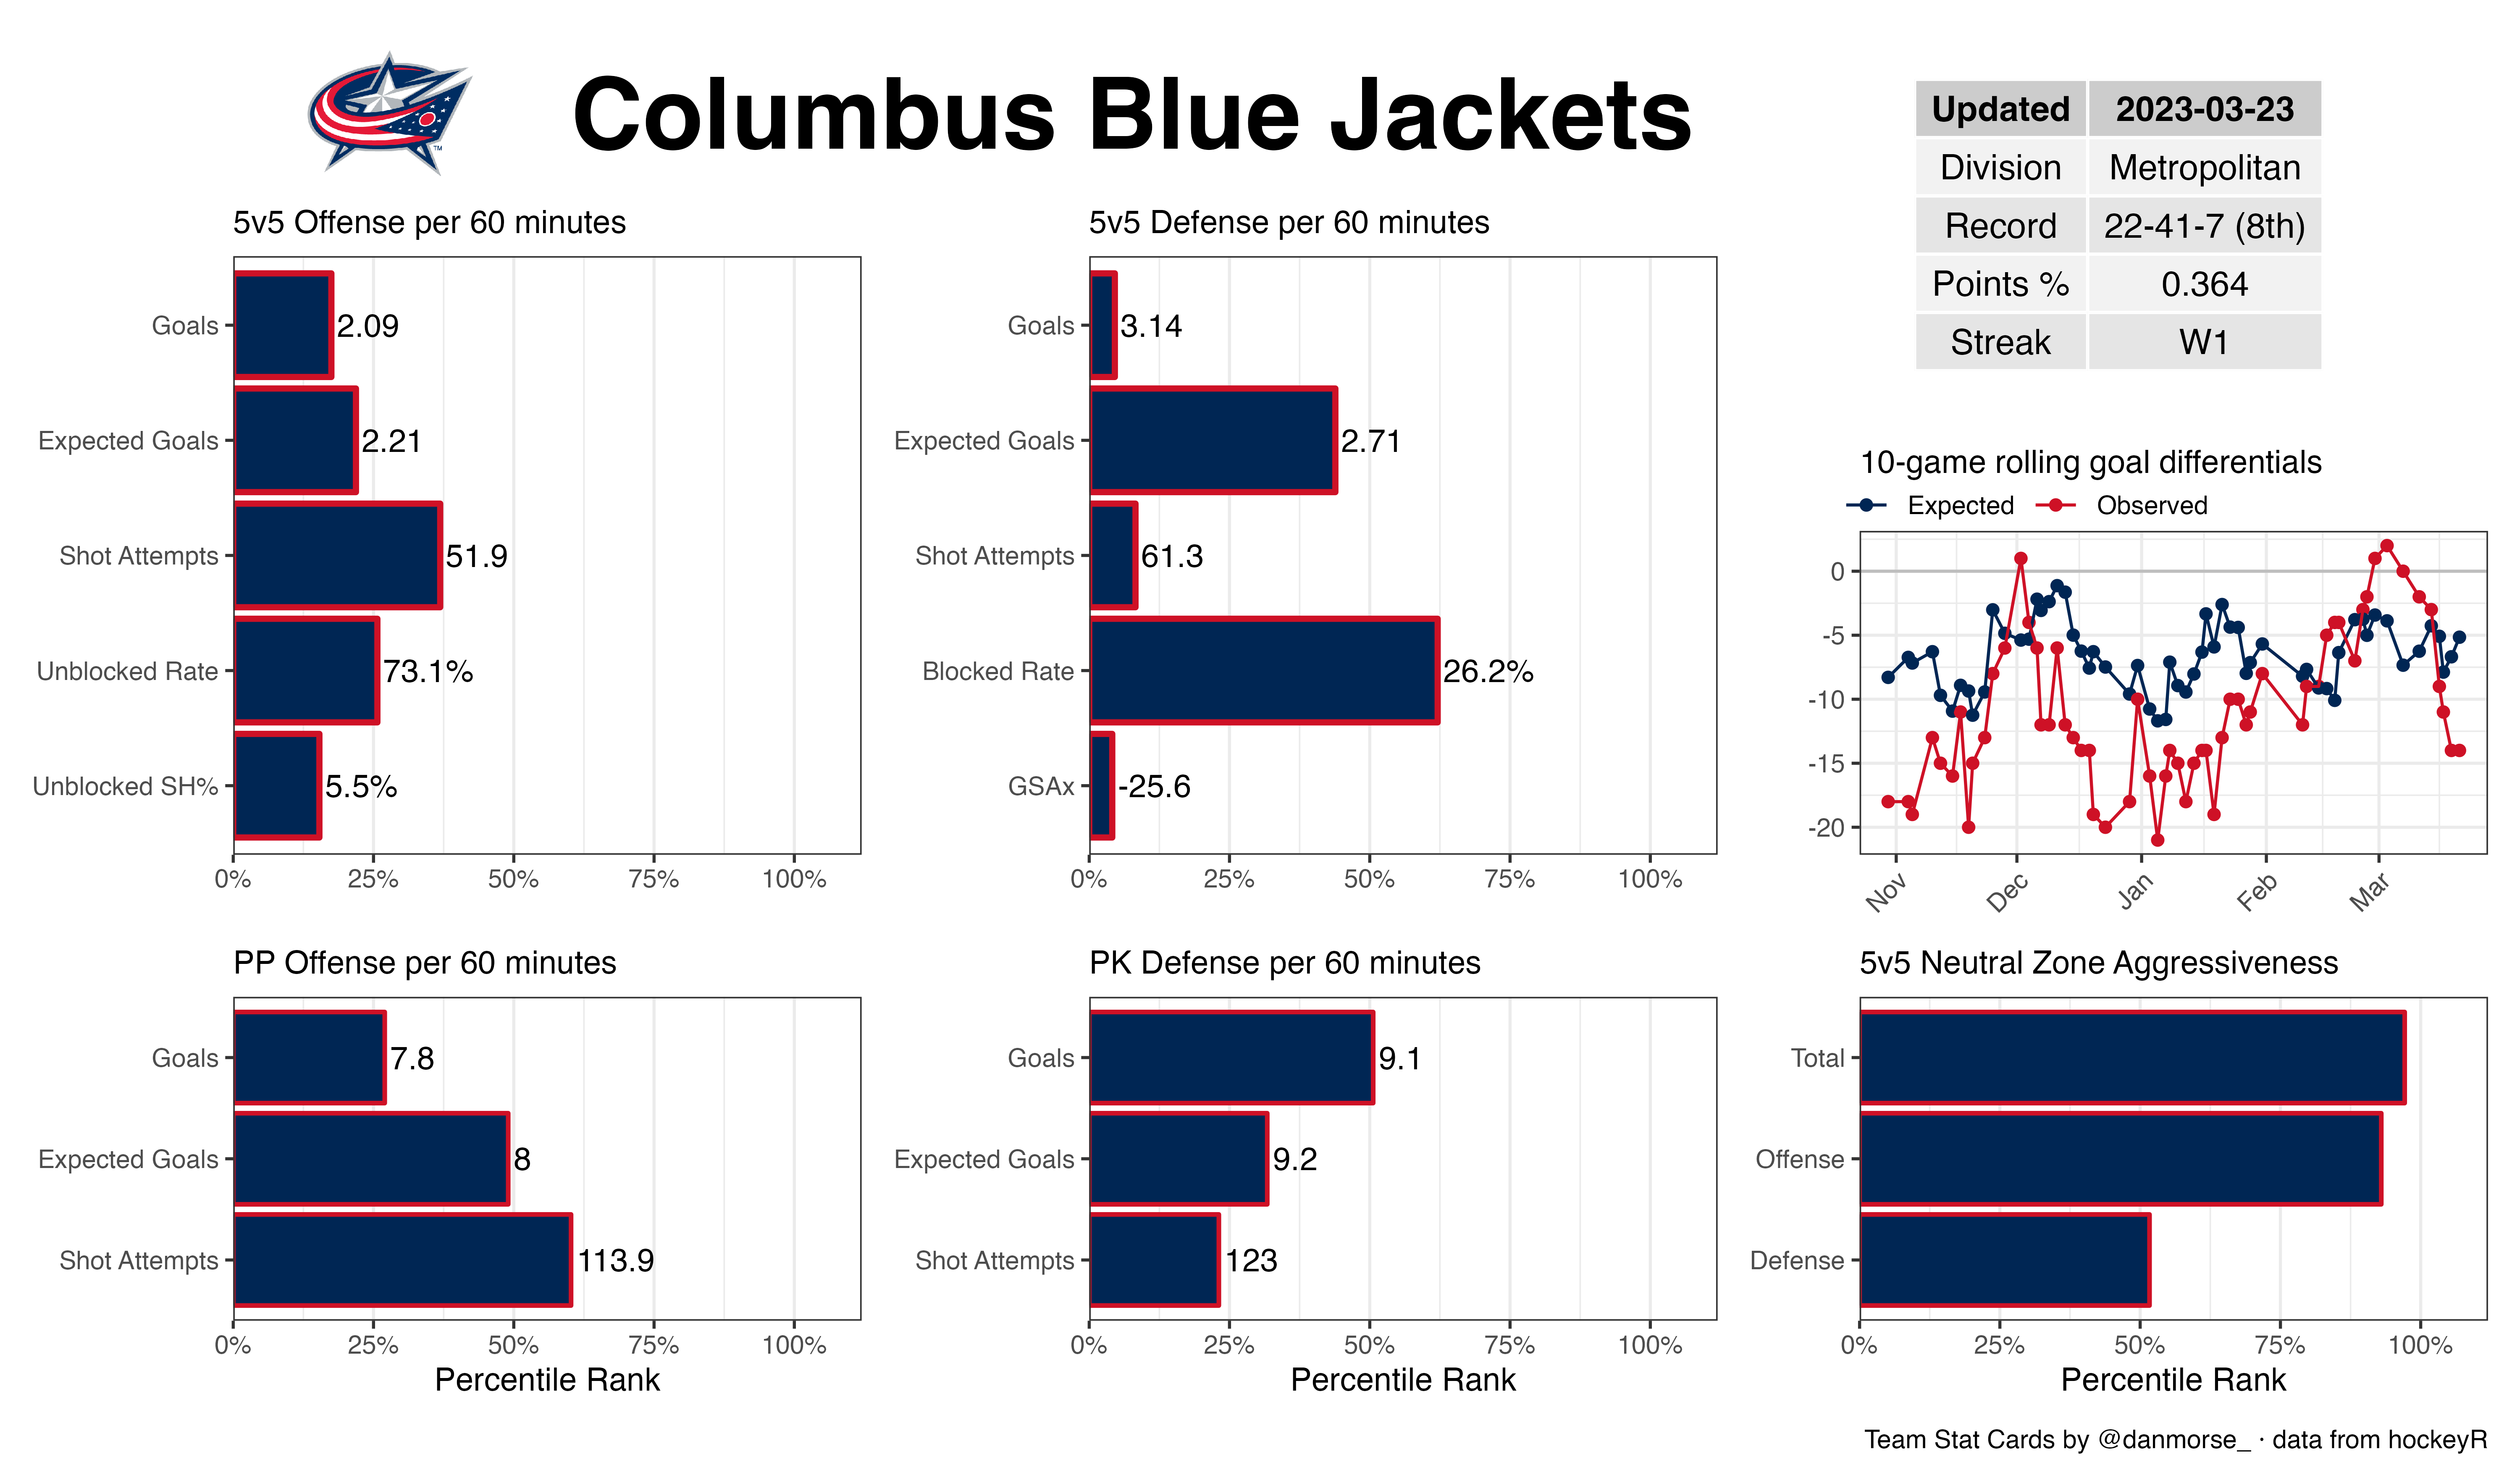 Columbus Blue Jackets
TM
Updated 2023-03-23
Division Metropolitan
Record 22-41-7 (8th)
Points % 0.364
Streak W1
5v5 Offense per 60 minutes
Goals 2.09
Expected Goals 2.21
Shot Attempts 51.9
Unblocked Rate 73.1%
Unblocked SH% 5.5%
0% 25% 50% 75% 100%
5v5 Defense per 60 minutes
Goals 3.14
Expected Goals 2.71
Shot Attempts 61.3
Blocked Rate 26.2%
GSAx -25.6
0% 25% 50% 75% 100%
10-game rolling goal differentials
Expected Observed
0
-5
-10
-15
-20
Nov Dec Jan Feb Mar
PP Offense per 60 minutes
Goals 7.8
Expected Goals 8
Shot Attempts 113.9
0% 25% 50% 75% 100%
Percentile Rank
PK Defense per 60 minutes
Goals 9.1
Expected Goals 9.2
Shot Attempts 123
0% 25% 50% 75% 100%
Percentile Rank
5v5 Neutral Zone Aggressiveness
Total
Offense
Defense
0% 25% 50% 75% 100%
Percentile Rank
Team Stat Cards by @danmorse_ · data from hockeyR